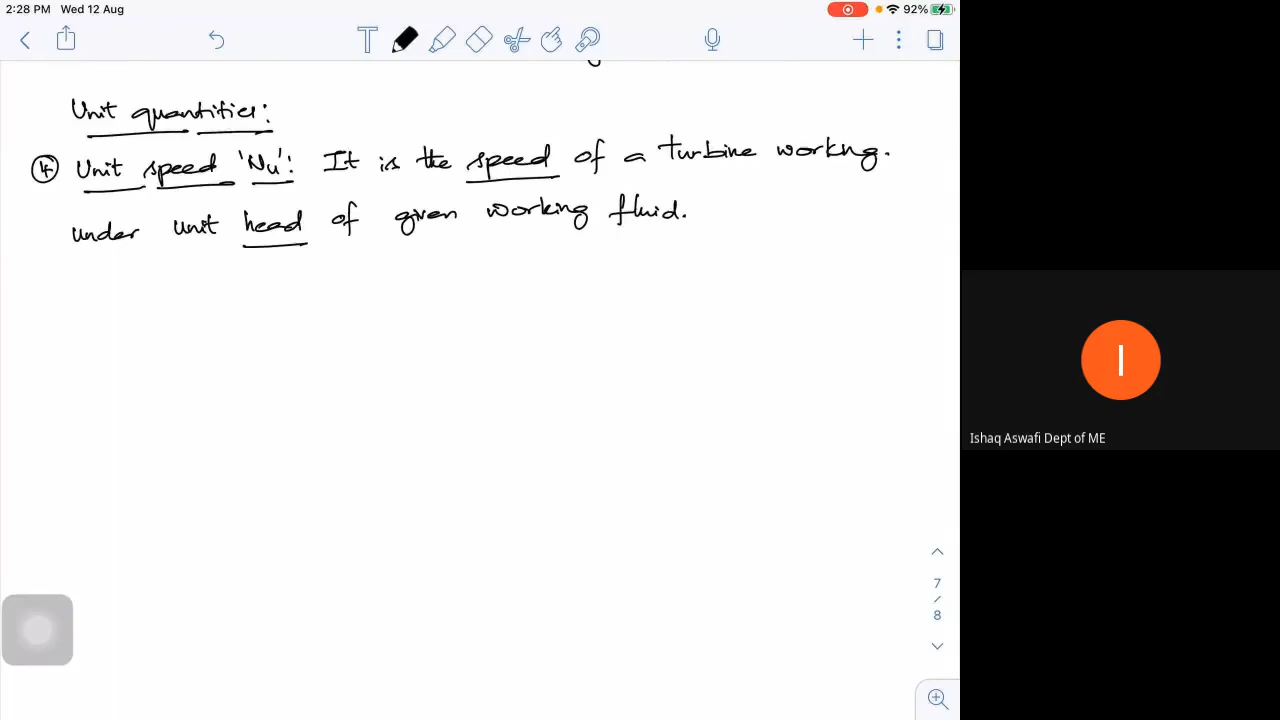 2:28 PM Wed 12 Aug 92%
Unit quantities:
④ Unit speed 'Nu': It is the speed of a turbine workng.
under unit head of given working fluid.
I
Ishaq Aswafi Dept of ME
7
/
8